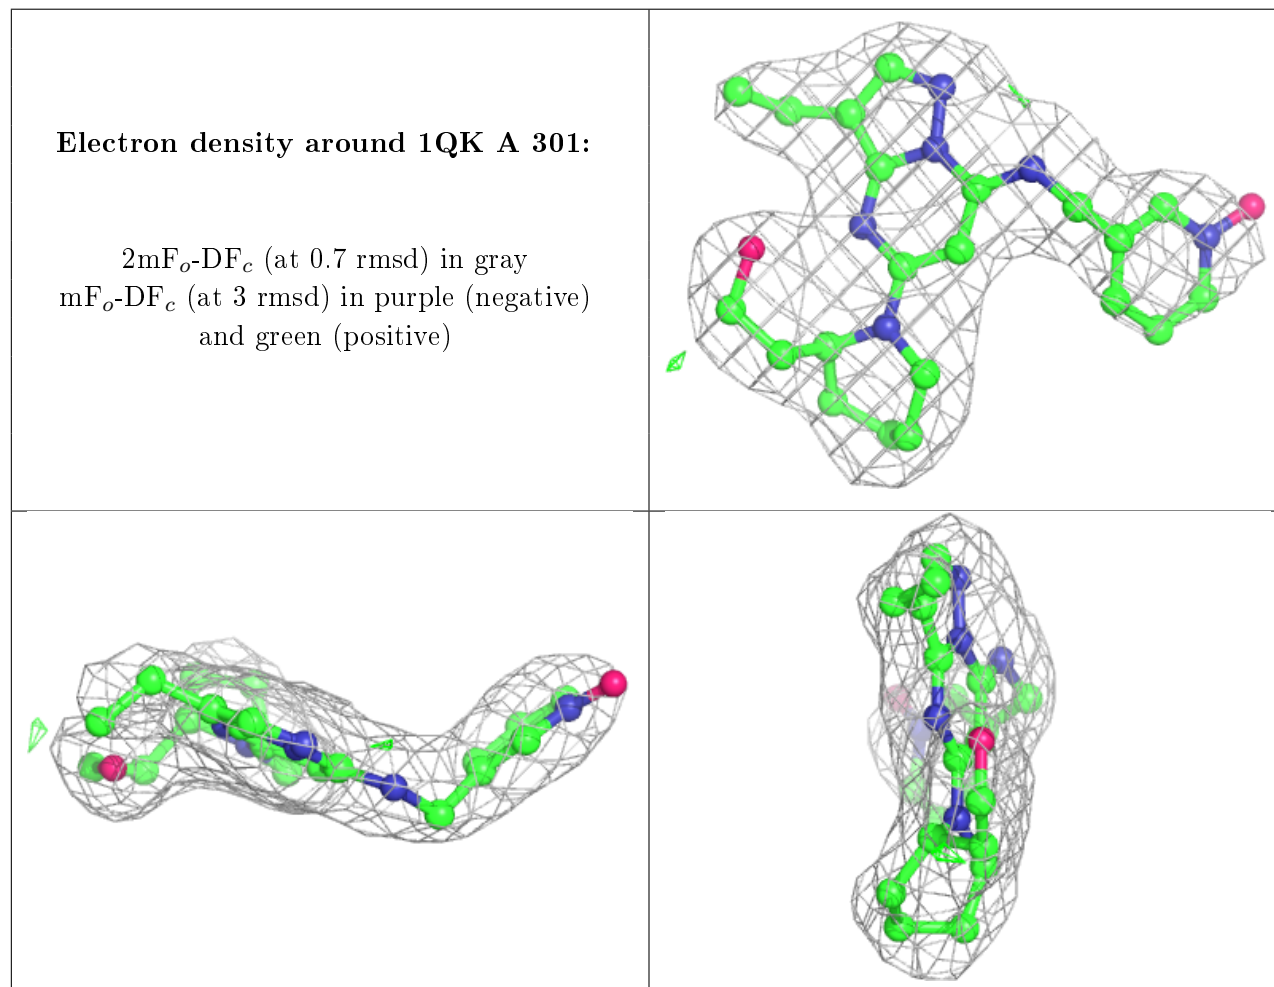 Electron density around 1QK A 301:
2mFo-DFc (at 0.7 rmsd) in gray
mFo-DFc (at 3 rmsd) in purple (negative)
and green (positive)